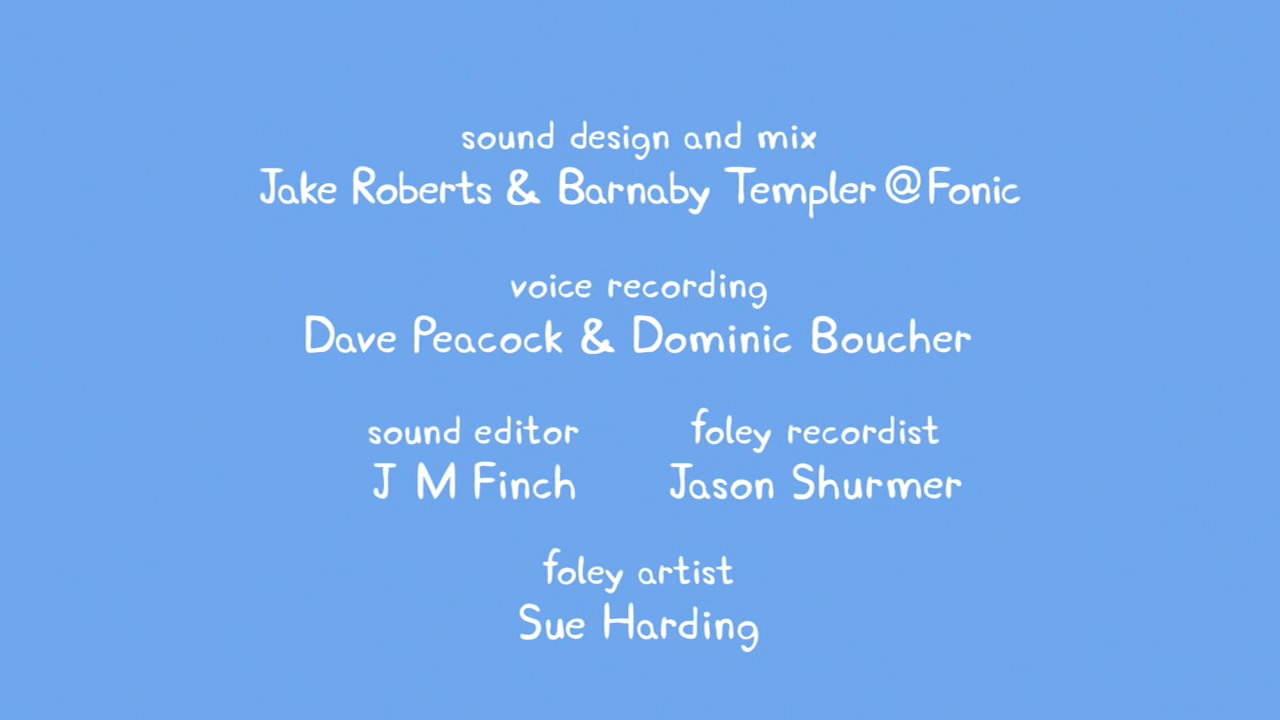 sound design and mix
Jake Roberts & Barnaby Templer @ Fonic
voice recording
Dave Peacock & Dominic Boucher
sound editor
J M Finch
foley recordist
Jason Shurmer
foley artist
Sue Harding